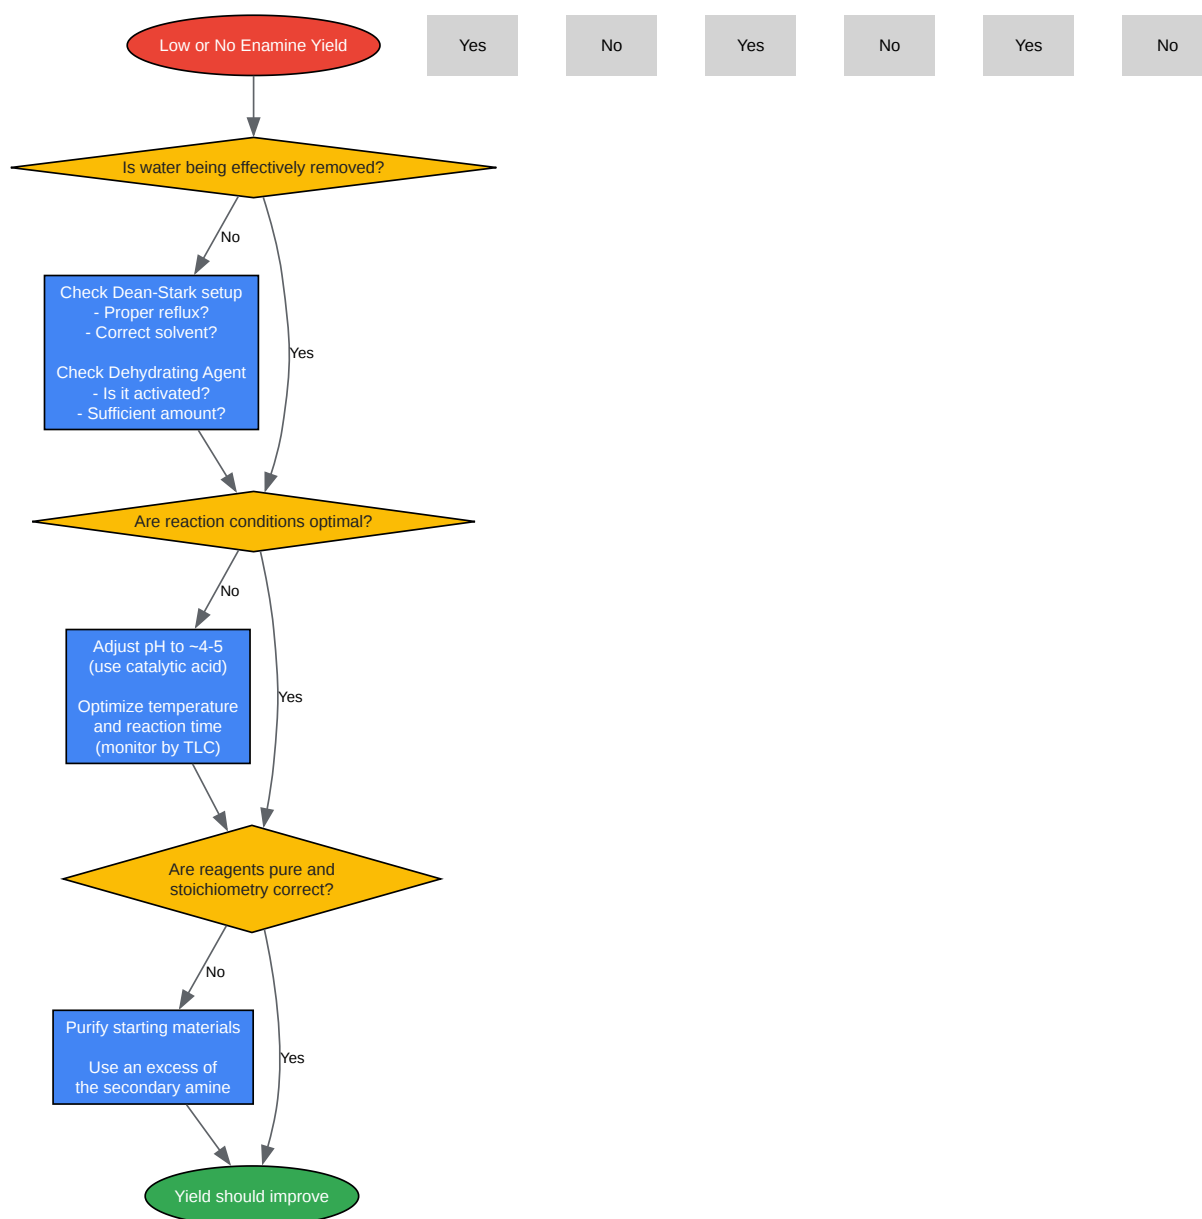 Low or No Enamine Yield
Yes
No
Yes
No
Yes
No
Is water being effectively removed?
No
Check Dean-Stark setup
- Proper reflux?
- Correct solvent?
Check Dehydrating Agent
- Is it activated?
- Sufficient amount?
Yes
Are reaction conditions optimal?
No
Adjust pH to ~4-5
(use catalytic acid)
Optimize temperature
and reaction time
(monitor by TLC)
Yes
Are reagents pure and
stoichiometry correct?
No
Purify starting materials
Use an excess of
the secondary amine
Yes
Yield should improve